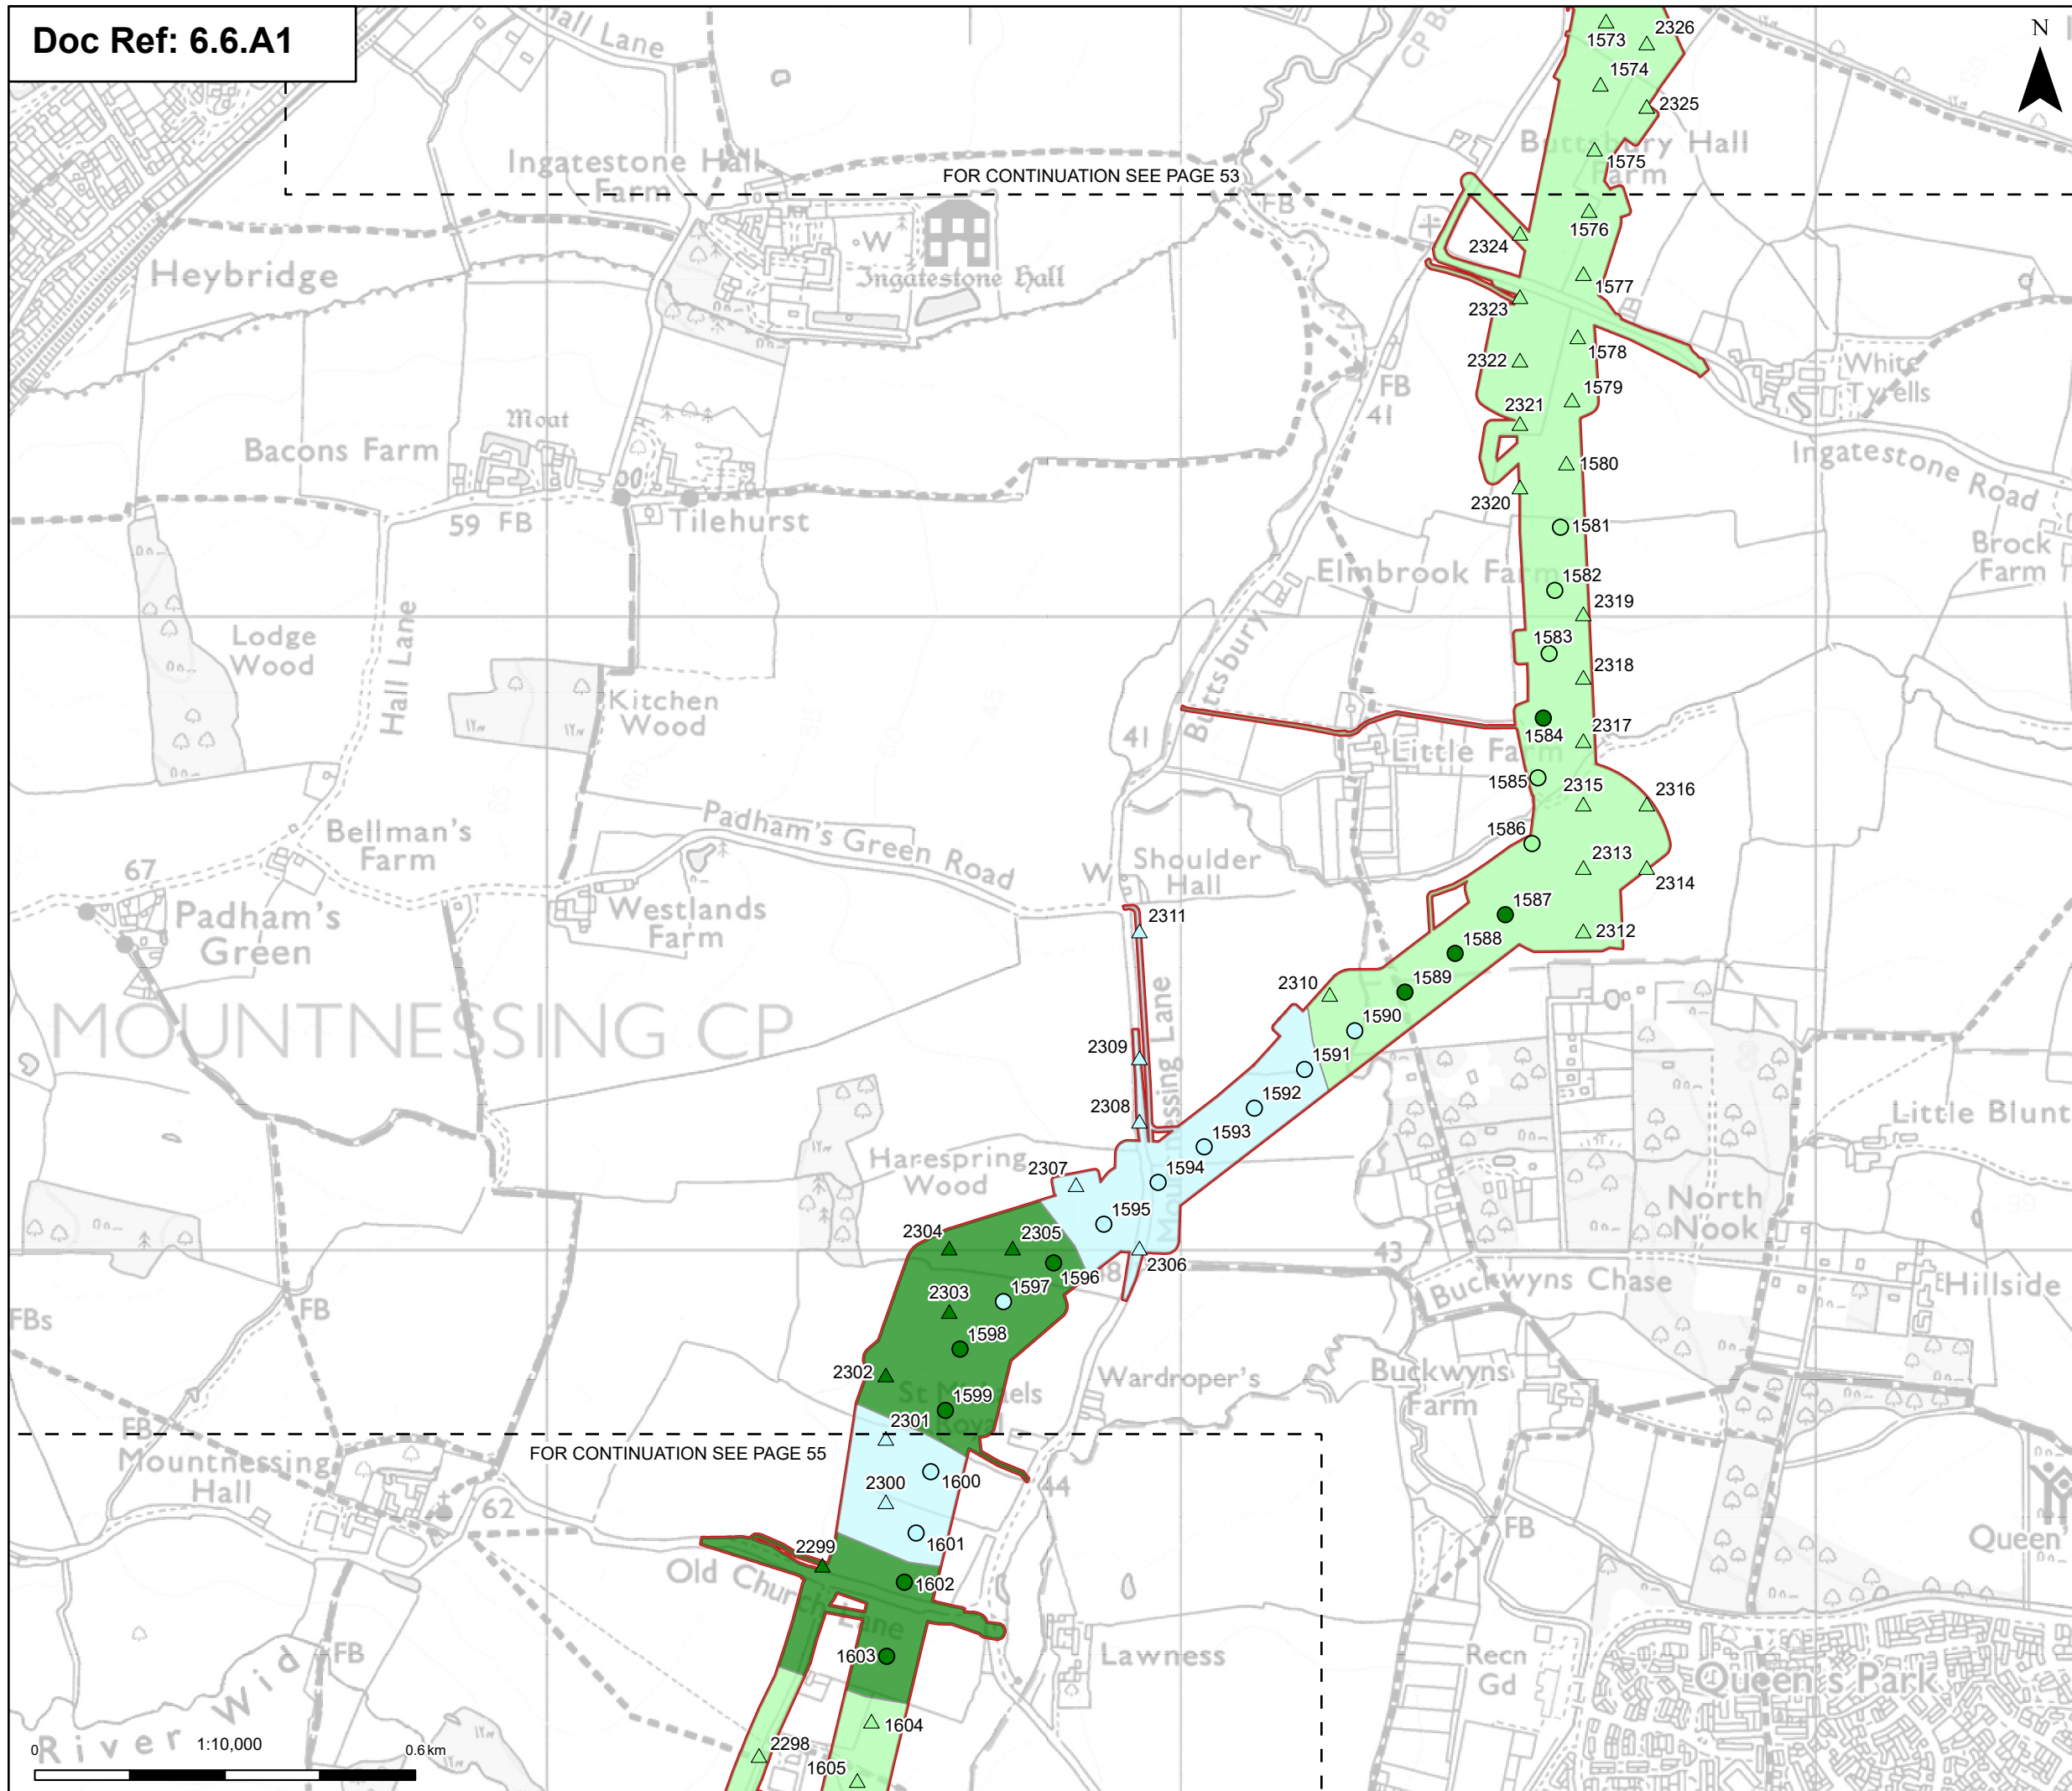 Doc Ref: 6.6.A1
Hall Lane
CP
1573
2326
N
1574
2325
Buttsbury Hall
Farm
1575
FOR CONTINUATION SEE PAGE 53
Ingatestone Hall
Farm
FB
W
1576
2324
Heybridge
Ingatestone Hall
1577
2323
1578
2322
White
Tyrells
FB
41
1579
2321
Moat
Bacons Farm
1580
Ingatestone Road
2320
59 FB
Tilehurst
1581
Brock
Farm
Elmbrook Farm
1582
2319
Lodge
Wood
Hall Lane
1583
Buttsbury
2318
Kitchen
Wood
2317
1584
41
Little Farm
1585
2315
2316
Padham's Green Road
Bellman's
Farm
1586
2313
W
Shoulder
Hall
67
2314
Padham's
Green
Westlands
Farm
1587
2311
2312
1588
1589
2310
MOUNTNESSING CP
1590
Mountnessing Lane
2309
1591
1592
2308
Little Blunt
1593
Harespring
Wood
2307
1594
North
Nook
1595
2304
2305
43
2306
1596
Buckwyns Chase
Hillside
1597
2303
FB
FBs
1598
2302
Wardroper's
Buckwyns
Farm
St Michaels
Royal
1599
2301
FB
FOR CONTINUATION SEE PAGE 55
Mountnessing
Hall
1600
44
2300
62
FB
Queen'
1601
2299
Old Church Lane
1602
FB
1603
Lawness
Recn
Gd
Queen's Park
River Wid
1604
0
1:10,000
0.6 km
2298
1605